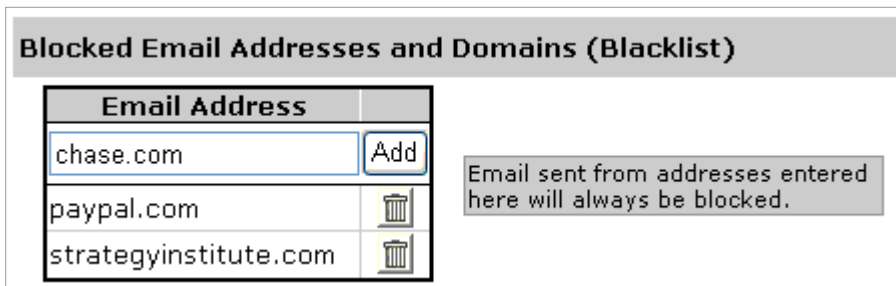 Blocked Email Addresses and Domains (Blacklist)
Email Address
chase.com Add
paypal.com
strategyinstitute.com
Email sent from addresses entered
here will always be blocked.